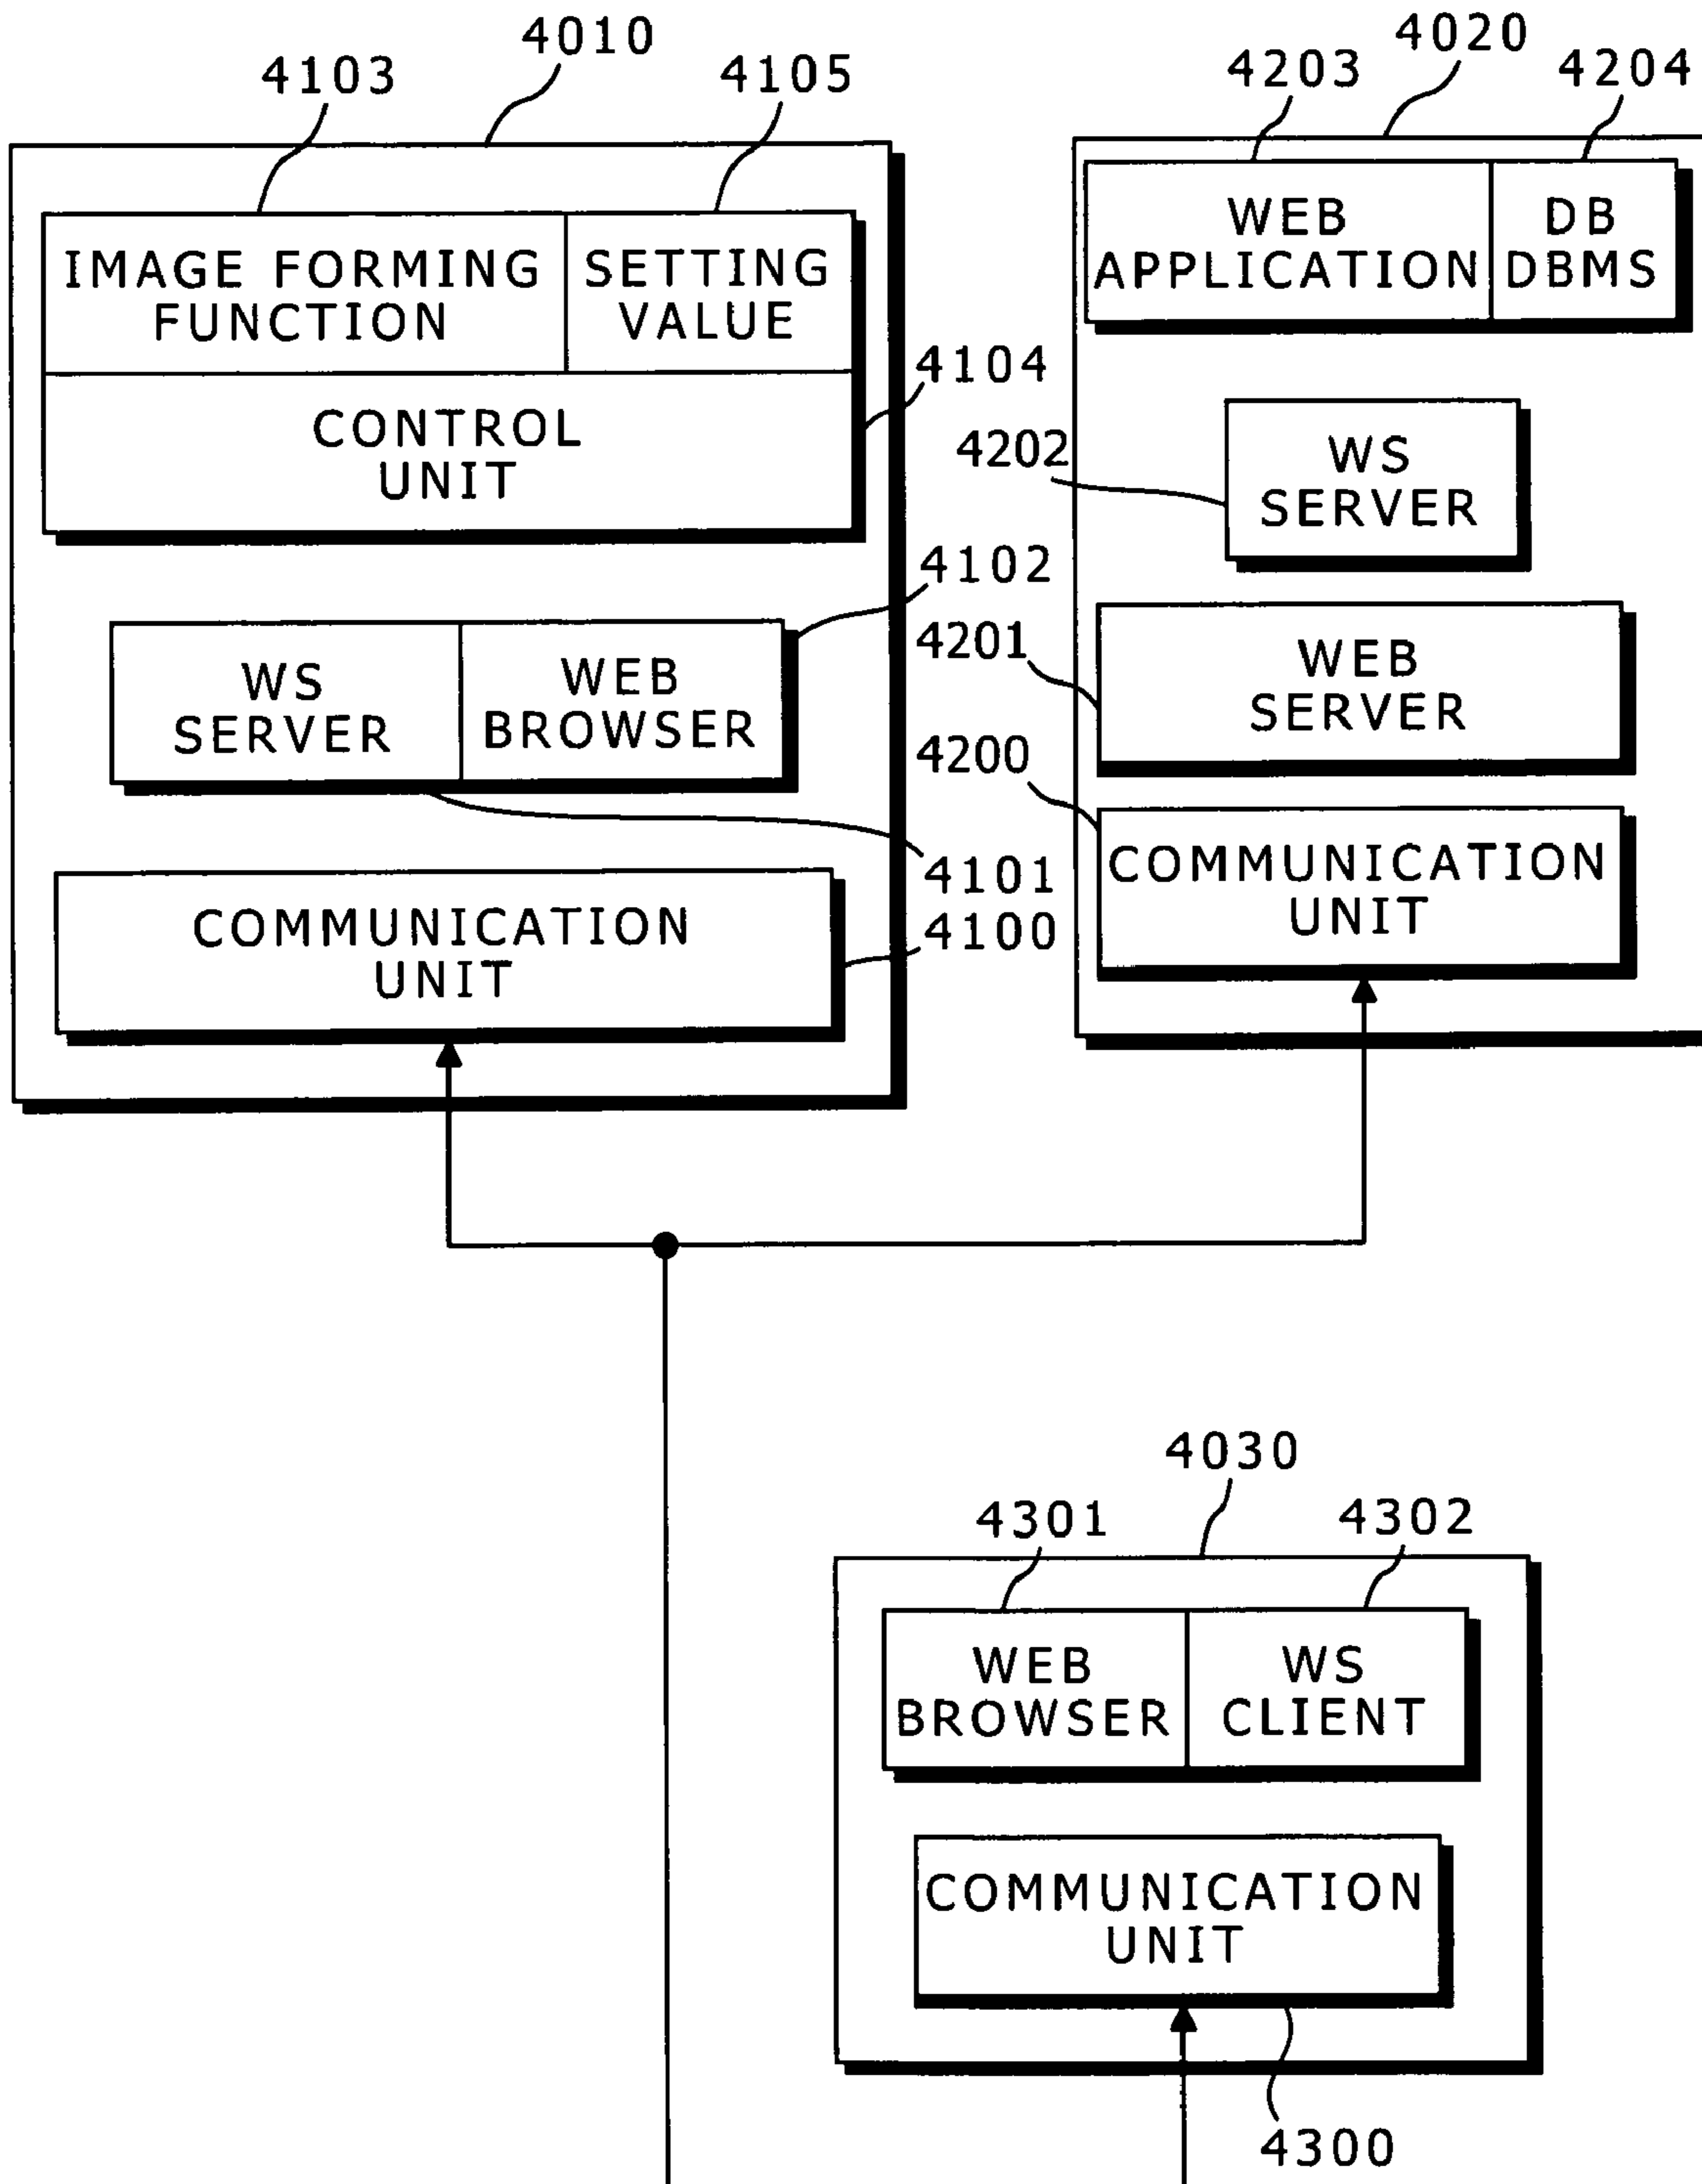 4010
4103
4105
IMAGE FORMING
FUNCTION
SETTING
VALUE
4104
CONTROL
UNIT
4102
WS
SERVER
WEB
BROWSER
4101
COMMUNICATION
UNIT
4100
4020
4203
4204
WEB
APPLICATION
DB
DBMS
4202
WS
SERVER
4201
WEB
SERVER
4200
COMMUNICATION
UNIT
4030
4301
4302
WEB
BROWSER
WS
CLIENT
COMMUNICATION
UNIT
4300